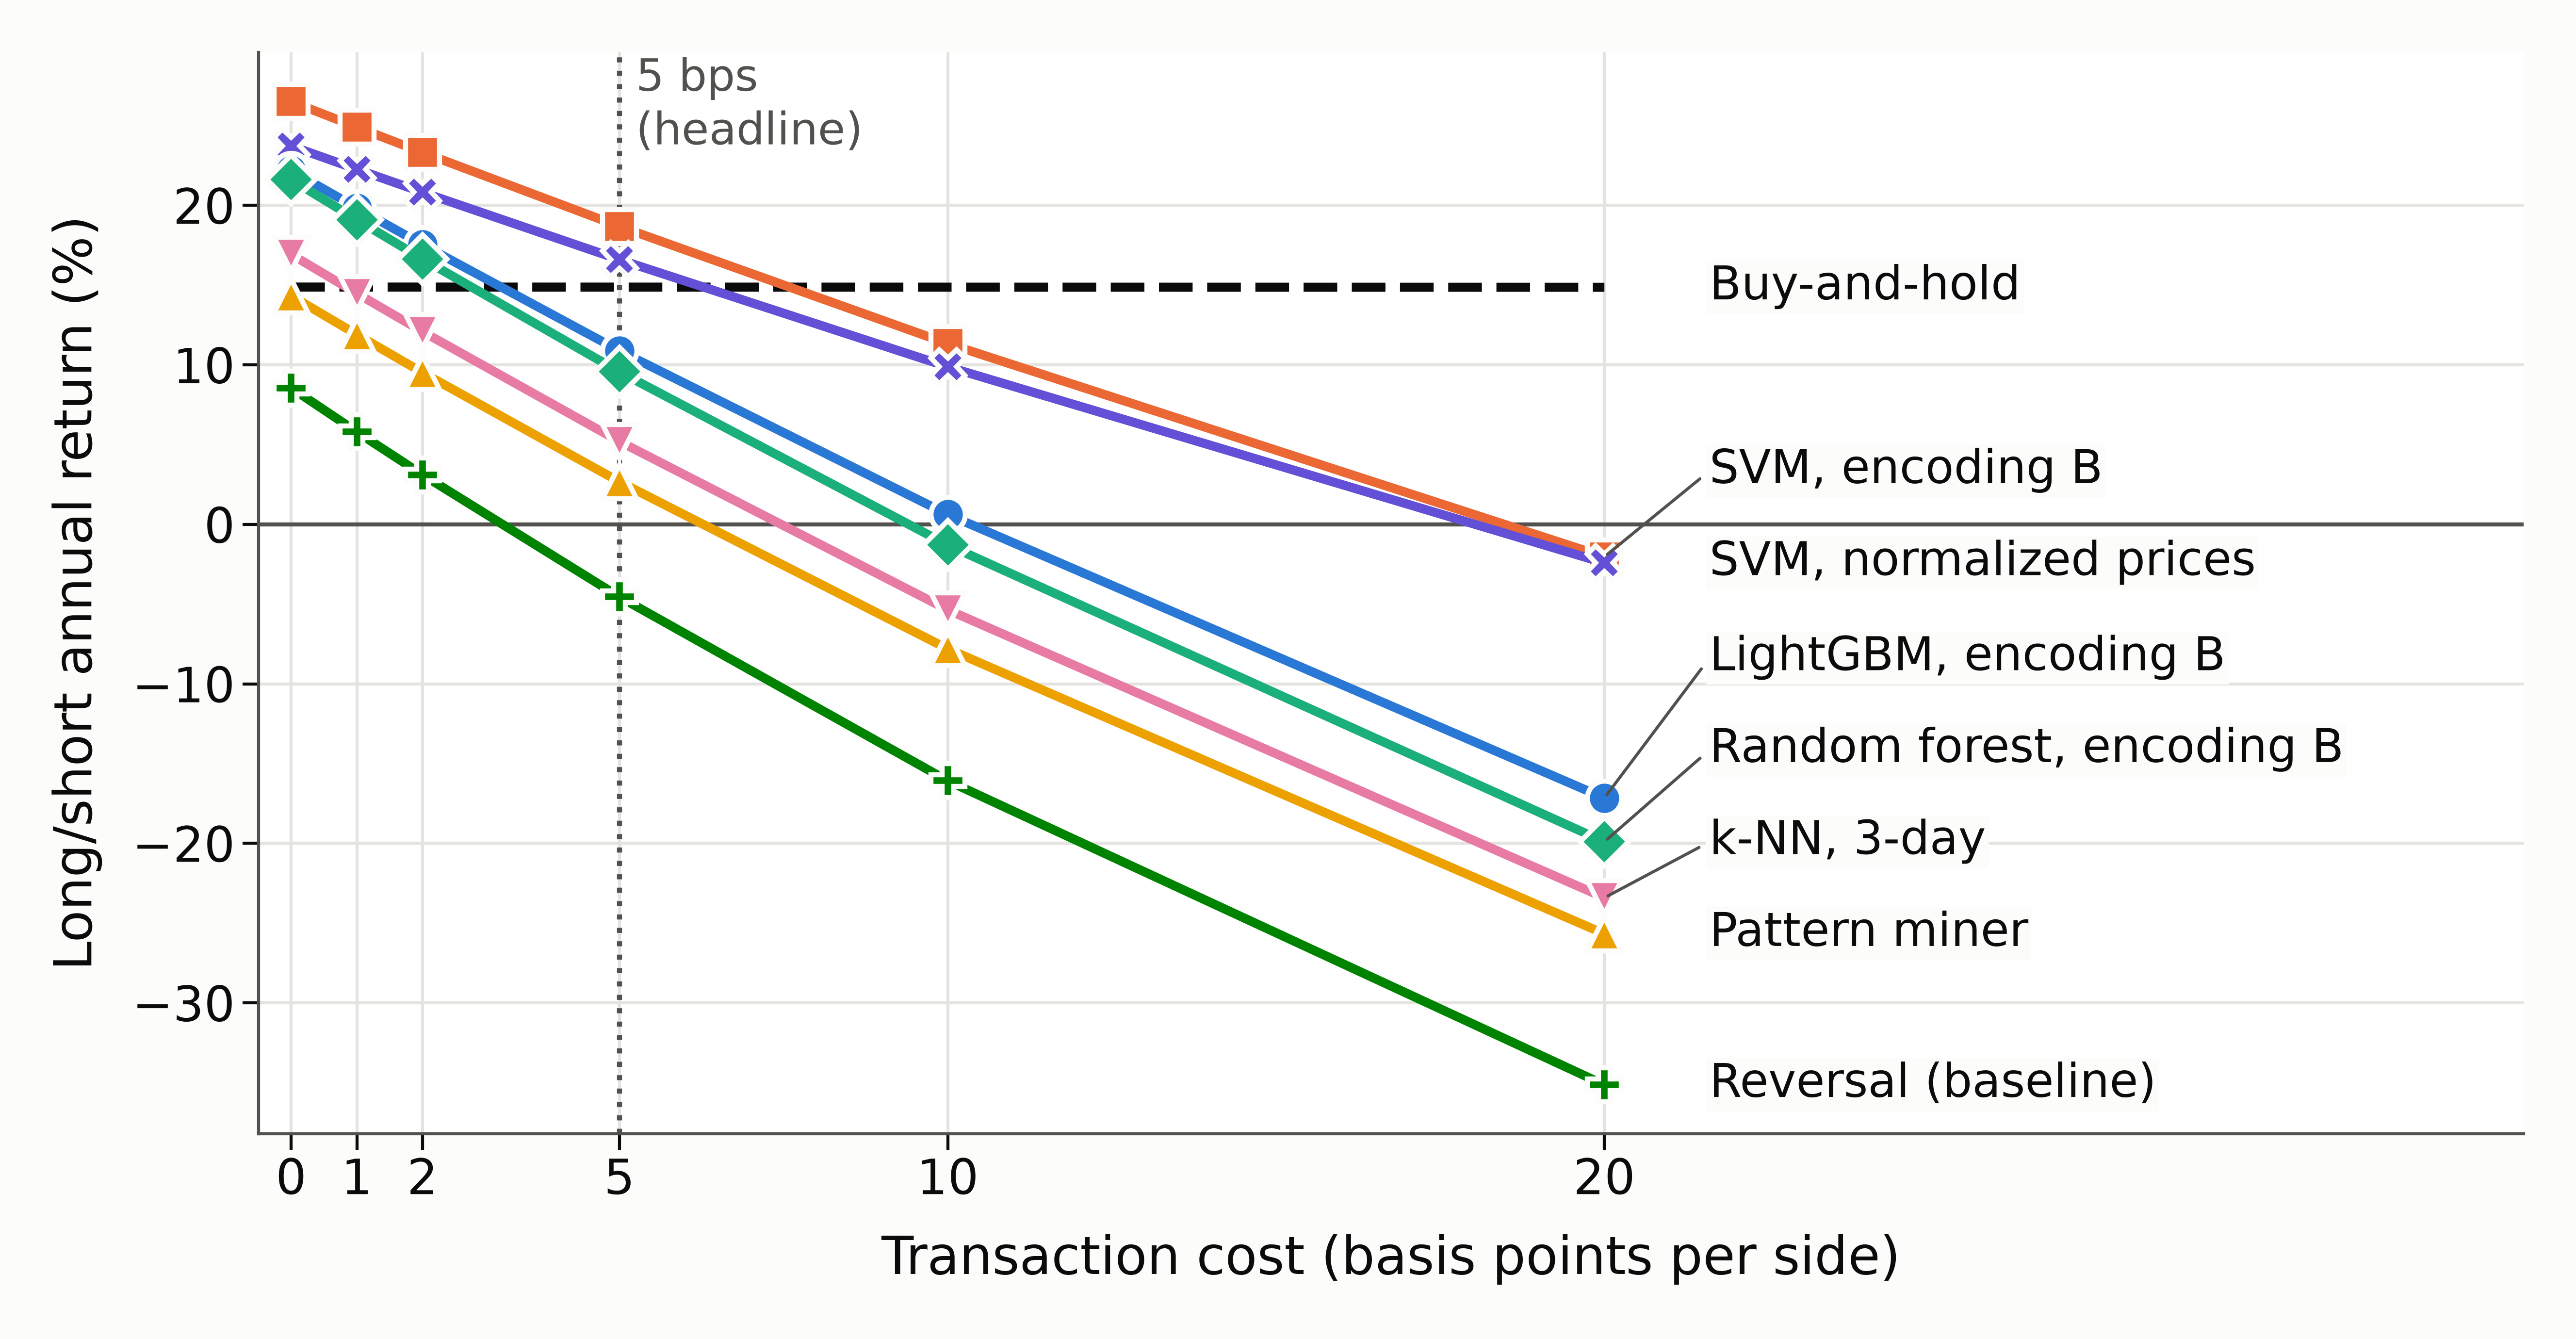 5 bps
(headline)
20
10
0
−10
−20
−30
Long/short annual return (%)
Buy-and-hold
SVM, encoding B
SVM, normalized prices
LightGBM, encoding B
Random forest, encoding B
k-NN, 3-day
Pattern miner
Reversal (baseline)
0 1 2 5 10 20
Transaction cost (basis points per side)